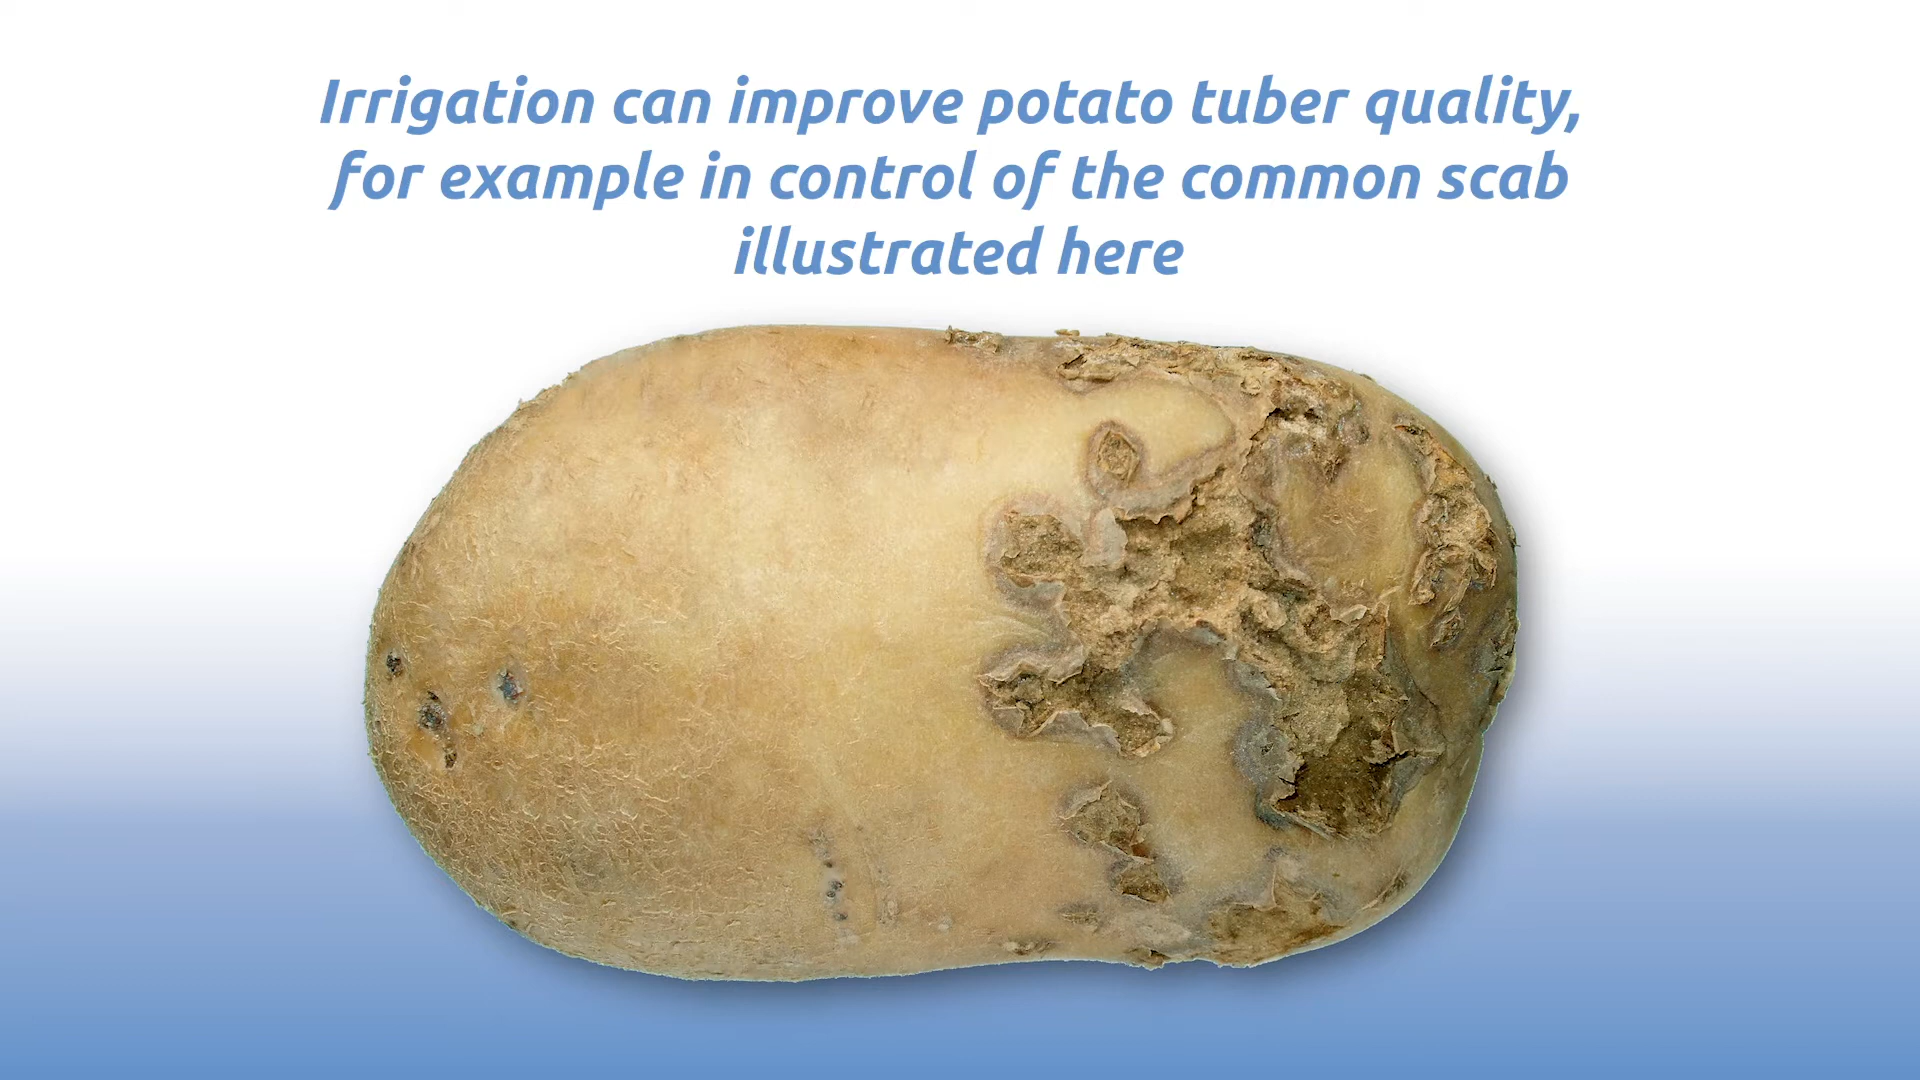 Irrigation can improve potato tuber quality,
for example in control of the common scab
illustrated here